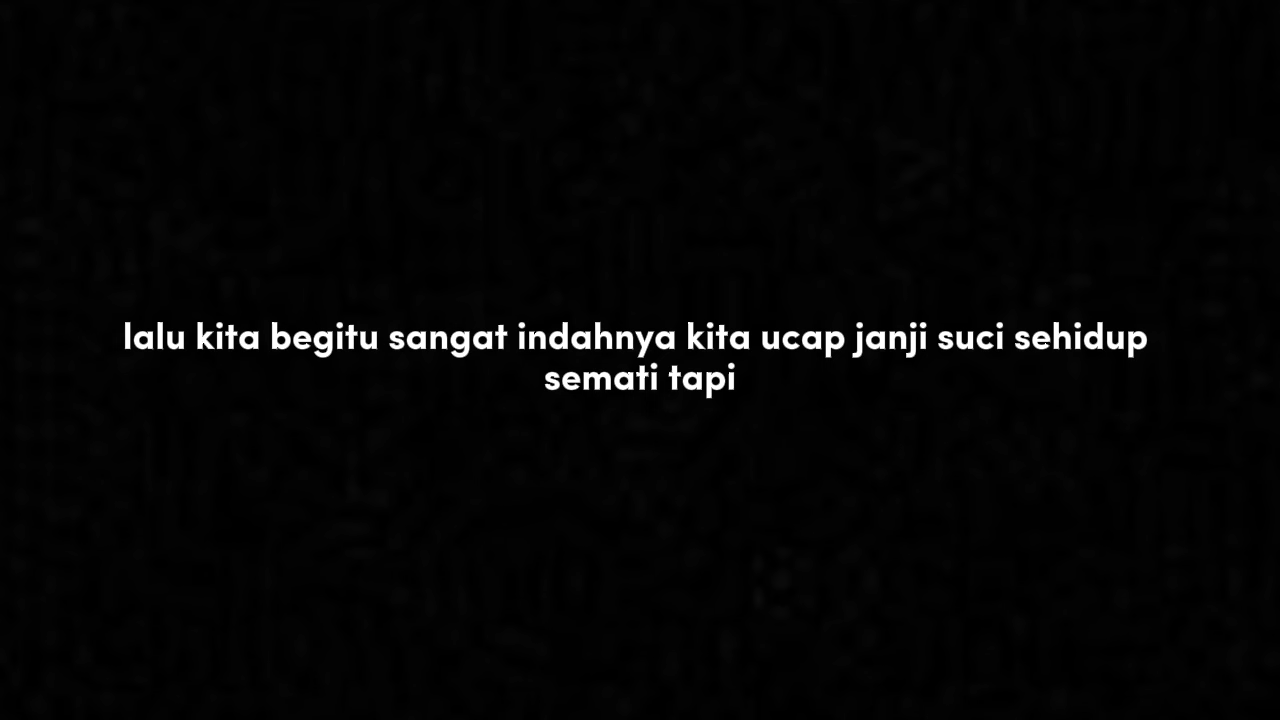 lalu kita begitu sangat indahnya kita ucap janji suci sehidup
semati tapi